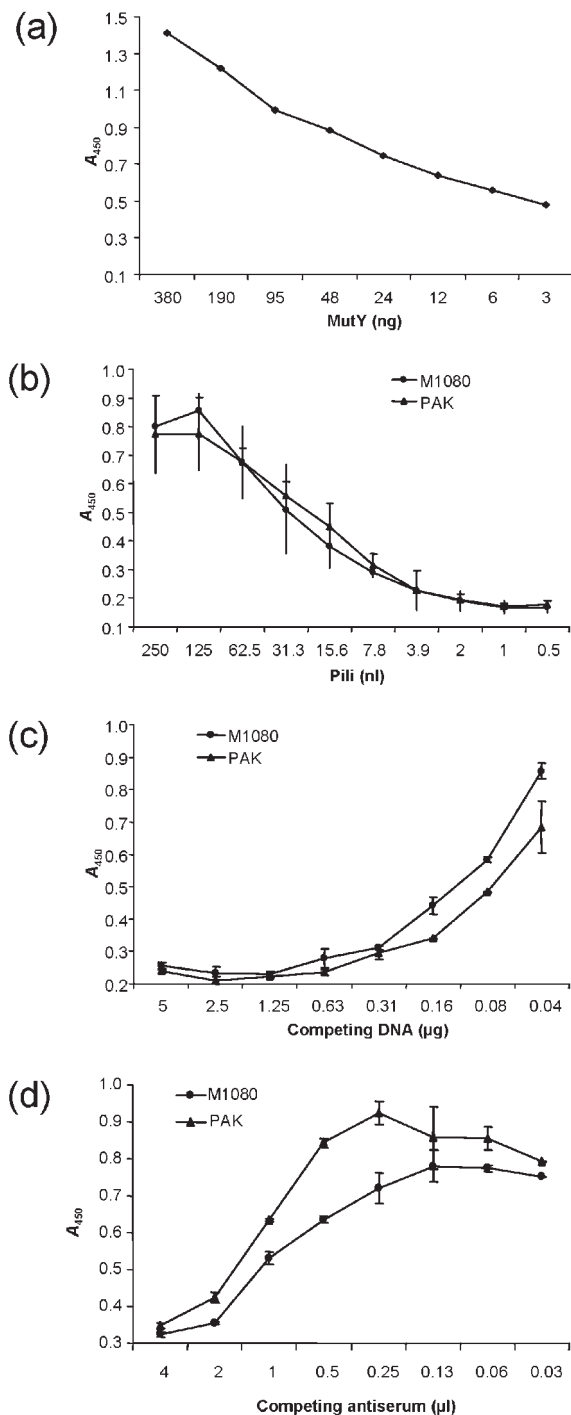 (a)
1.5
1.3
1.1
0.9
0.7
0.5
0.3
0.1
A450
380 190 95 48 24 12 6 3
MutY (ng)
(b)
M1080
PAK
1.0
0.9
0.8
0.7
0.6
0.5
0.4
0.3
0.2
0.1
A450
250 125 62.5 31.3 15.6 7.8 3.9 2 1 0.5
Pili (nl)
(c)
M1080
PAK
1.0
0.9
0.8
0.7
0.6
0.5
0.4
0.3
0.2
A450
5 2.5 1.25 0.63 0.31 0.16 0.08 0.04
Competing DNA (µg)
(d)
M1080
PAK
1.0
0.9
0.8
0.7
0.6
0.5
0.4
0.3
A450
4 2 1 0.5 0.25 0.13 0.06 0.03
Competing antiserum (µl)